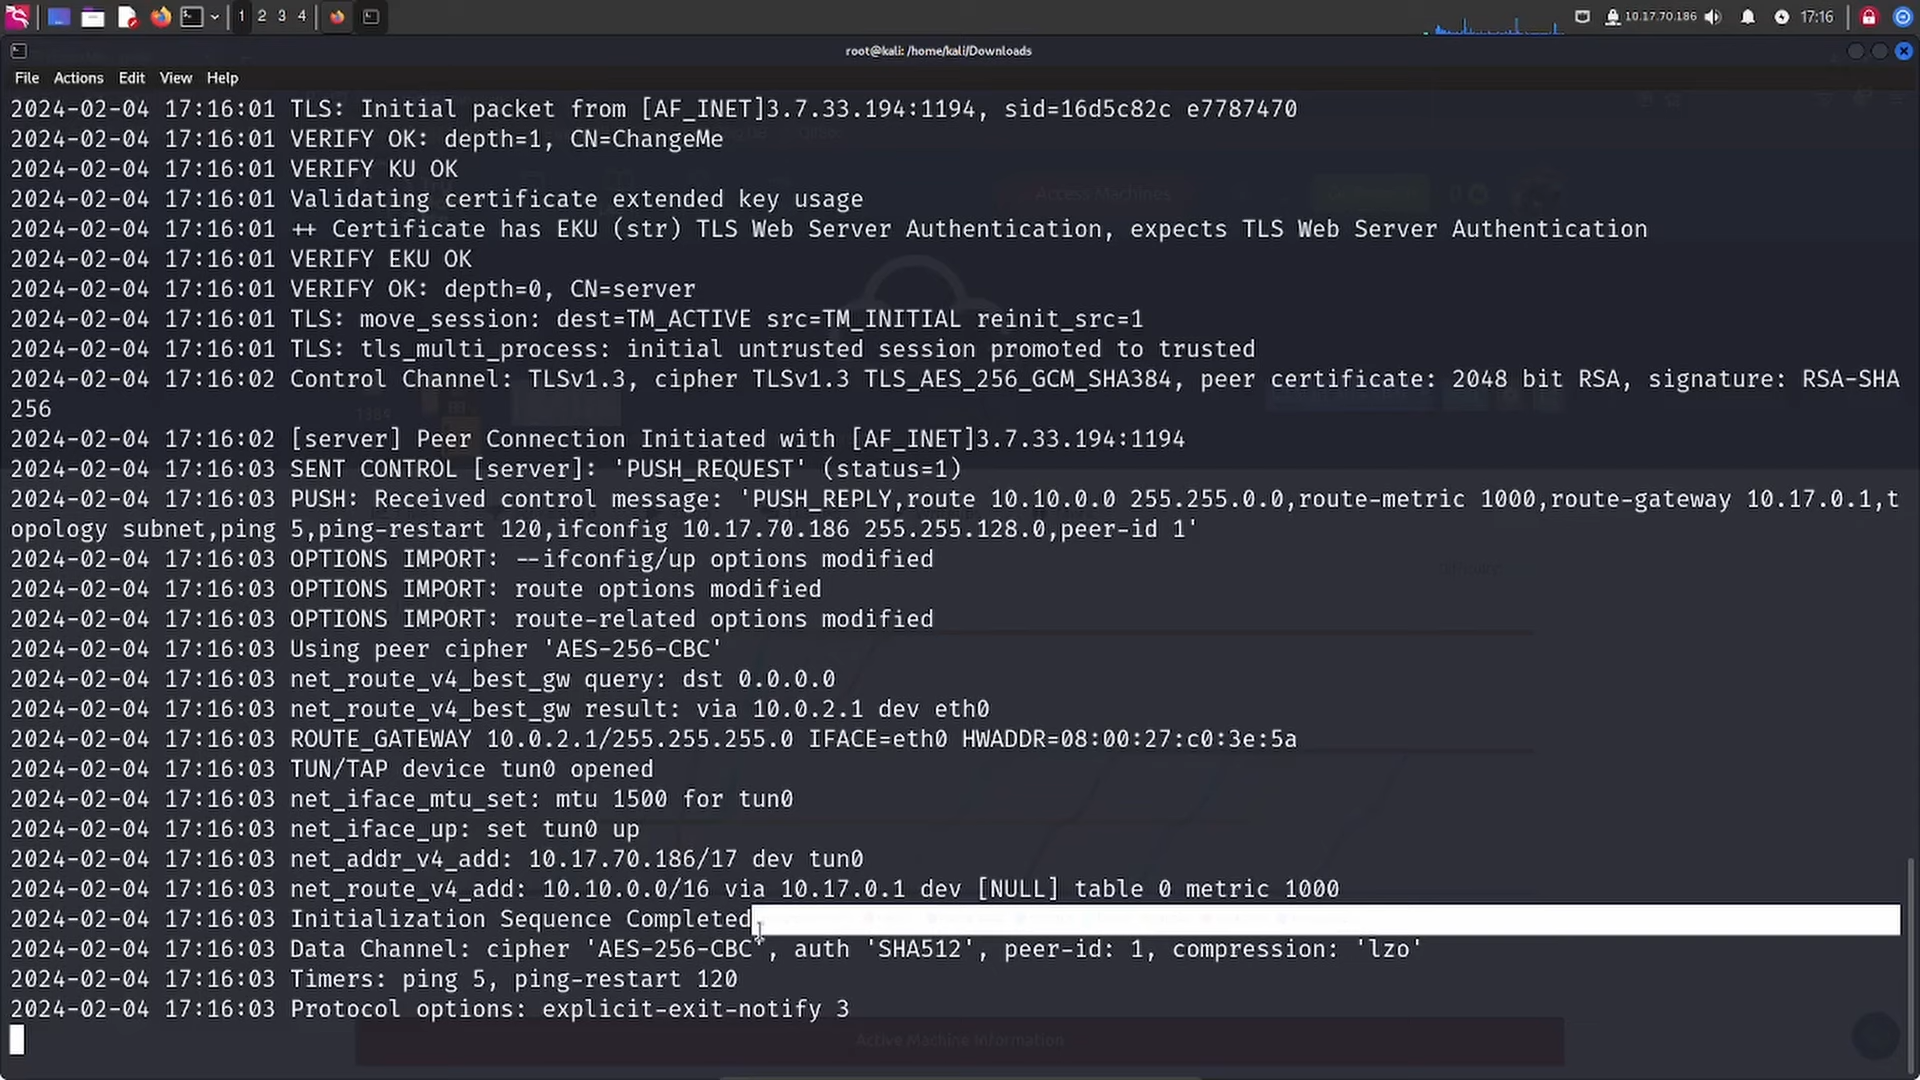 1 2 3 4
10.17.70.186
17:16
root@kali: /home/kali/Downloads
File Actions Edit View Help
2024-02-04 17:16:01 TLS: Initial packet from [AF_INET]3.7.33.194:1194, sid=16d5c82c e7787470
2024-02-04 17:16:01 VERIFY OK: depth=1, CN=ChangeMe
2024-02-04 17:16:01 VERIFY KU OK
2024-02-04 17:16:01 Validating certificate extended key usage
2024-02-04 17:16:01 ++ Certificate has EKU (str) TLS Web Server Authentication, expects TLS Web Server Authentication
2024-02-04 17:16:01 VERIFY EKU OK
2024-02-04 17:16:01 VERIFY OK: depth=0, CN=server
2024-02-04 17:16:01 TLS: move_session: dest=TM_ACTIVE src=TM_INITIAL reinit_src=1
2024-02-04 17:16:01 TLS: tls_multi_process: initial untrusted session promoted to trusted
2024-02-04 17:16:02 Control Channel: TLSv1.3, cipher TLSv1.3 TLS_AES_256_GCM_SHA384, peer certificate: 2048 bit RSA, signature: RSA-SHA
256
2024-02-04 17:16:02 [server] Peer Connection Initiated with [AF_INET]3.7.33.194:1194
2024-02-04 17:16:03 SENT CONTROL [server]: 'PUSH_REQUEST' (status=1)
2024-02-04 17:16:03 PUSH: Received control message: 'PUSH_REPLY,route 10.10.0.0 255.255.0.0,route-metric 1000,route-gateway 10.17.0.1,t
opology subnet,ping 5,ping-restart 120,ifconfig 10.17.70.186 255.255.128.0,peer-id 1'
2024-02-04 17:16:03 OPTIONS IMPORT: --ifconfig/up options modified
2024-02-04 17:16:03 OPTIONS IMPORT: route options modified
2024-02-04 17:16:03 OPTIONS IMPORT: route-related options modified
2024-02-04 17:16:03 Using peer cipher 'AES-256-CBC'
2024-02-04 17:16:03 net_route_v4_best_gw query: dst 0.0.0.0
2024-02-04 17:16:03 net_route_v4_best_gw result: via 10.0.2.1 dev eth0
2024-02-04 17:16:03 ROUTE_GATEWAY 10.0.2.1/255.255.255.0 IFACE=eth0 HWADDR=08:00:27:c0:3e:5a
2024-02-04 17:16:03 TUN/TAP device tun0 opened
2024-02-04 17:16:03 net_iface_mtu_set: mtu 1500 for tun0
2024-02-04 17:16:03 net_iface_up: set tun0 up
2024-02-04 17:16:03 net_addr_v4_add: 10.17.70.186/17 dev tun0
2024-02-04 17:16:03 net_route_v4_add: 10.10.0.0/16 via 10.17.0.1 dev [NULL] table 0 metric 1000
2024-02-04 17:16:03 Initialization Sequence Completed
2024-02-04 17:16:03 Data Channel: cipher 'AES-256-CBC', auth 'SHA512', peer-id: 1, compression: 'lzo'
2024-02-04 17:16:03 Timers: ping 5, ping-restart 120
2024-02-04 17:16:03 Protocol options: explicit-exit-notify 3
Access Machines
Active Machine Information